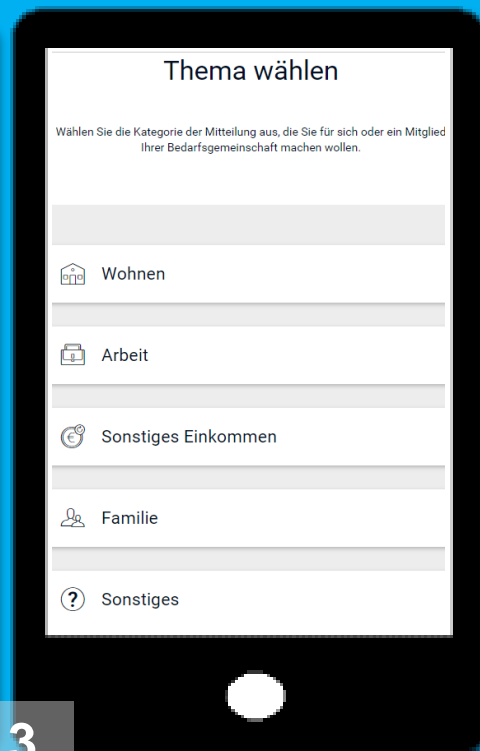 Thema wählen
Wählen Sie die Kategorie der Mitteilung aus, die Sie für sich oder ein Mitglied
Ihrer Bedarfsgemeinschaft machen wollen.
Wohnen
Arbeit
Sonstiges Einkommen
Familie
Sonstiges
3